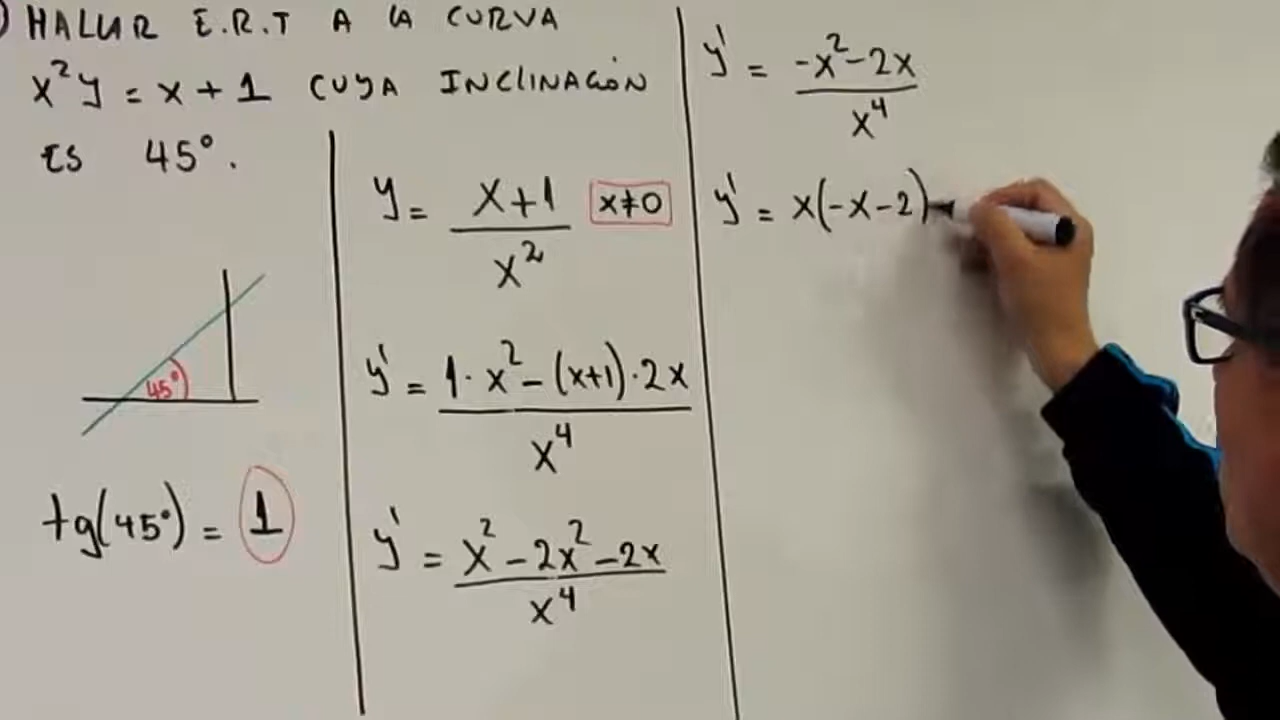 ) HALLAR E.R.T A LA CURVA
x²y = x + 1 CUYA INCLINACIÓN
ES 45°.
45°
tg(45°) = 1
y = x+1 / x² x≠0
y' = 1·x² - (x+1)·2x / x⁴
y' = x² - 2x² - 2x / x⁴
y' = -x² - 2x / x⁴
y' = x(-x-2)